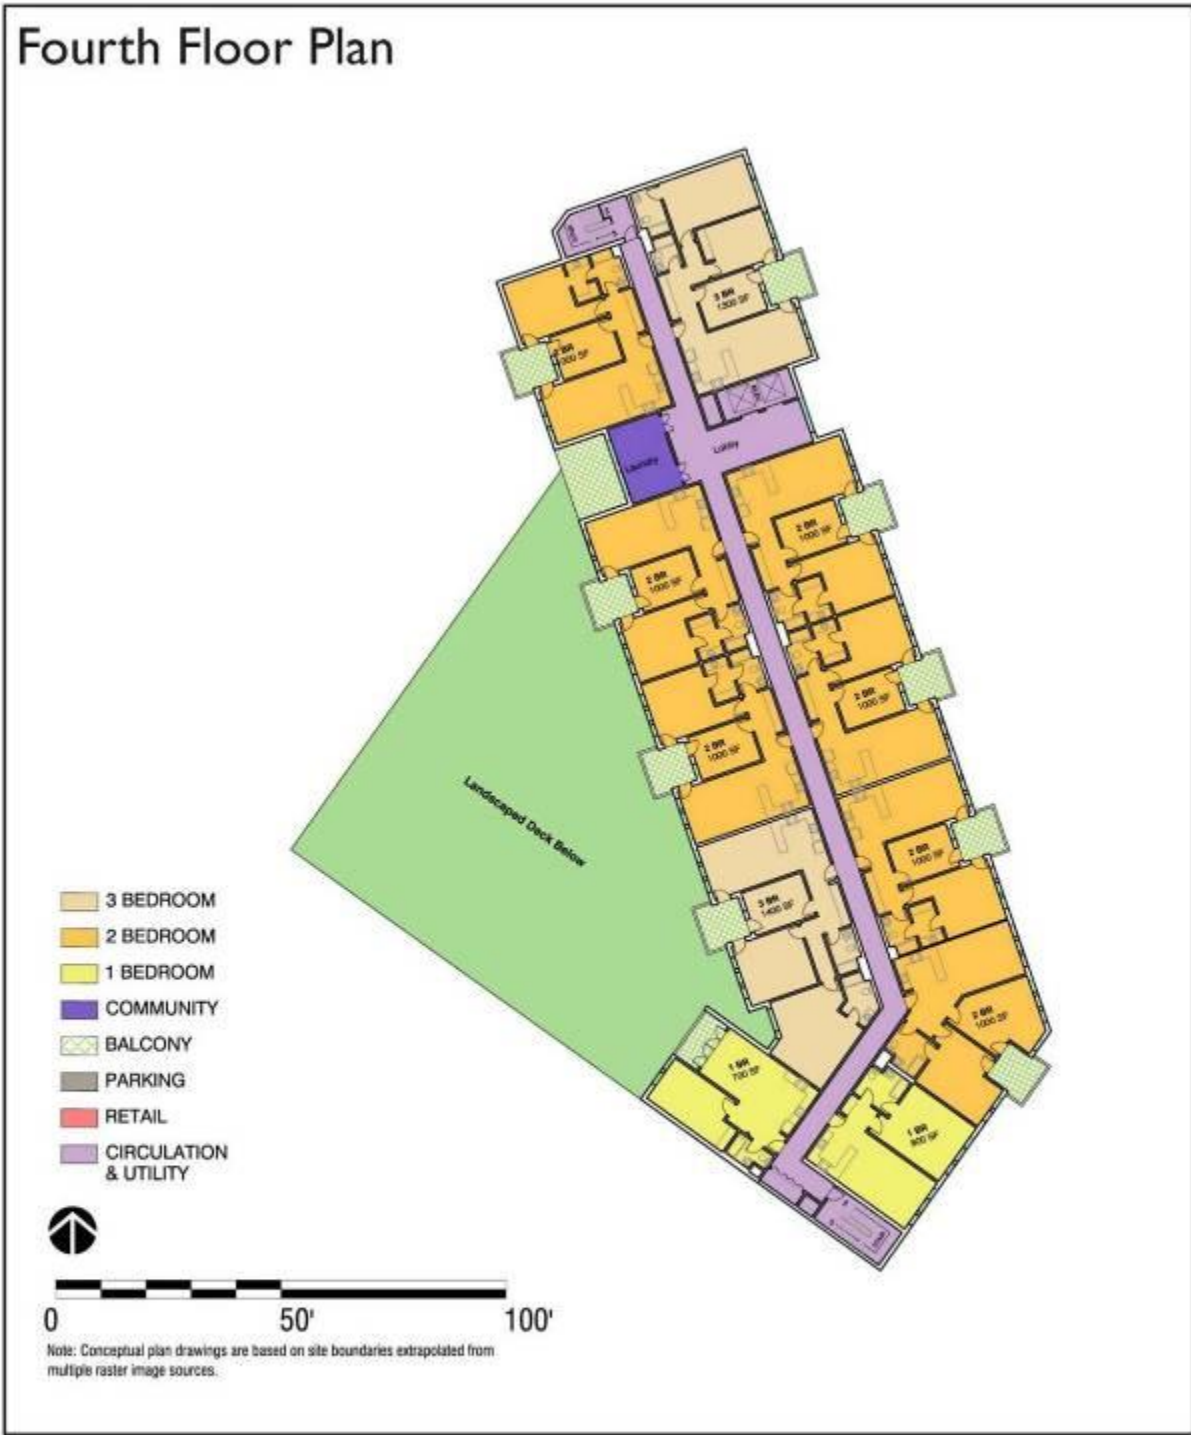 Fourth Floor Plan
3 BR
1300 SF
2 BR
Laundry
Lobby
2 BR
1000 SF
2 BR
1000 SF
2 BR
1000 SF
2 BR
1000 SF
Landscaped Deck Below
2 BR
1000 SF
3 BR
1400 SF
2 BR
1000 SF
1 BR
700 SF
1 BR
800 SF
3 BEDROOM
2 BEDROOM
1 BEDROOM
COMMUNITY
BALCONY
PARKING
RETAIL
CIRCULATION
& UTILITY
0 50' 100'
Note: Conceptual plan drawings are based on site boundaries extrapolated from
multiple raster image sources.